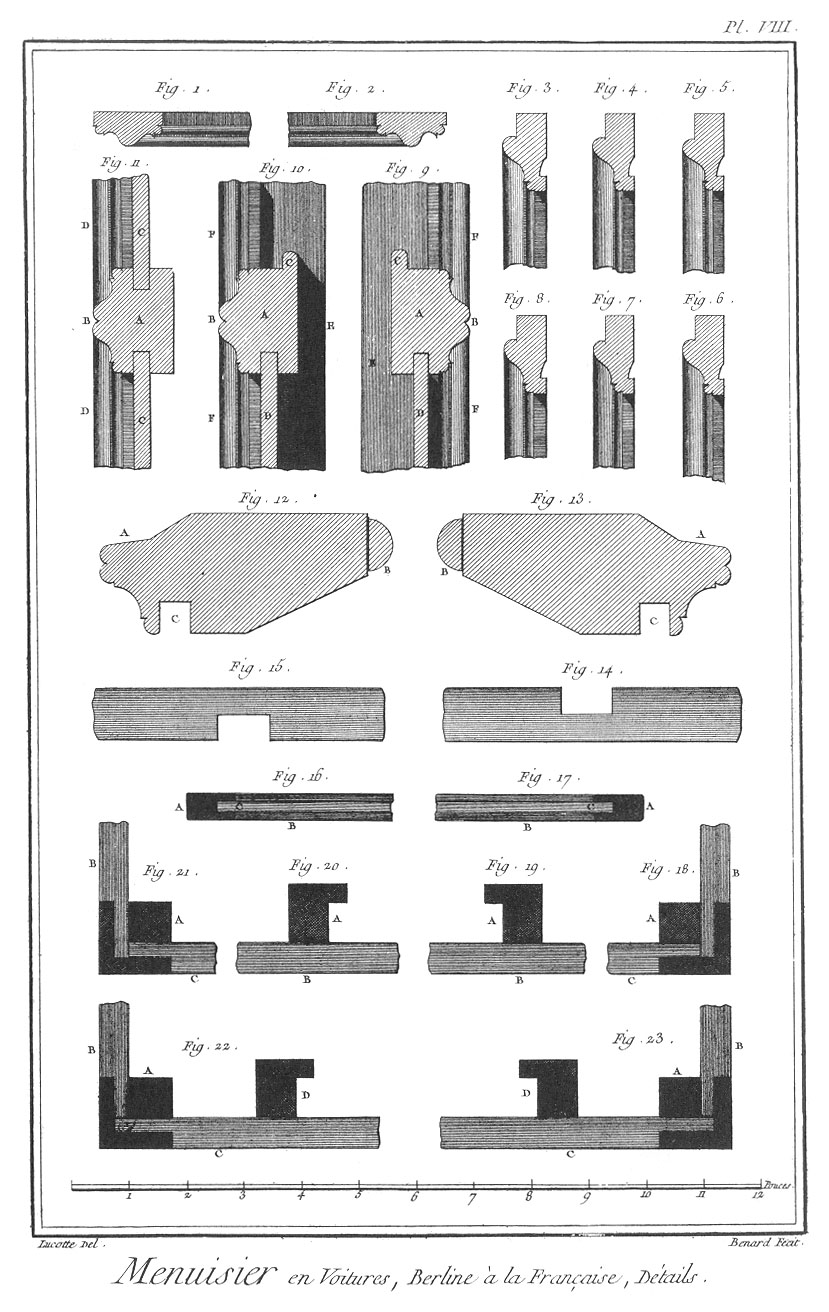 Pl. VIII.
Fig. 1. Fig. 2. Fig. 3. Fig. 4. Fig. 5.
Fig. 11. Fig. 10. Fig. 9.
D C F C C F
B A B A E E A B
D C F D D F
Fig. 8. Fig. 7. Fig. 6.
Fig. 12. Fig. 13.
A B C B C A
Fig. 15. Fig. 14.
Fig. 16. Fig. 17.
A C B C A B
Fig. 21. Fig. 20. Fig. 19. Fig. 18.
B A A A A B
C B B C
Fig. 22. Fig. 23.
B A D D A B
C C
1 2 3 4 5 6 7 8 9 10 11 12 Pouces.
Lucotte Del. Benard Fecit.
Menuisier en Voitures, Berline à la Française, Détails.